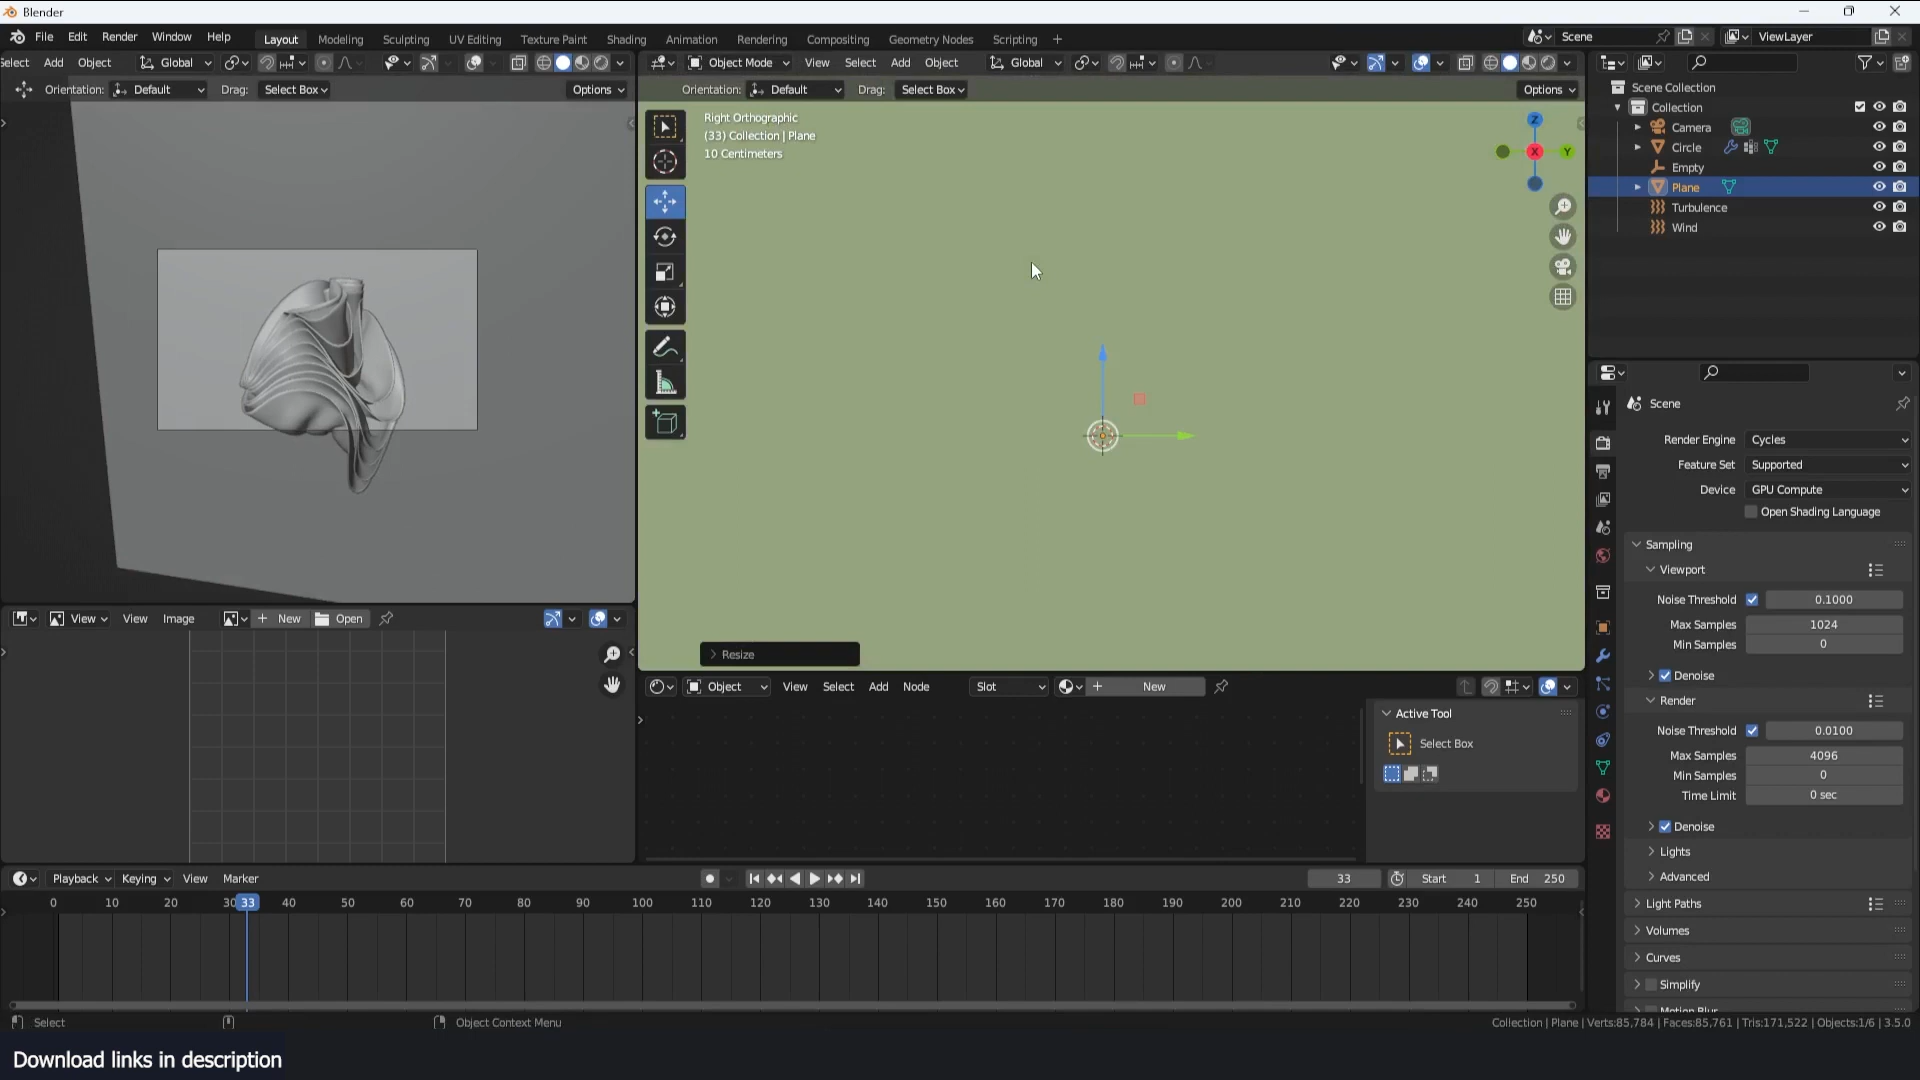 Blender
File Edit Render Window Help
Layout Modeling Sculpting UV Editing Texture Paint Shading Animation Rendering Compositing Geometry Nodes Scripting +
Scene
ViewLayer
elect Add Object Global
Object Mode View Select Add Object Global
Orientation: Default Drag: Select Box Options
Orientation: Default Drag: Select Box Options
Right Orthographic
(33) Collection | Plane
10 Centimeters
Z
X
Y
Scene Collection
Collection
Camera
Circle
Empty
Plane
Turbulence
Wind
Scene
Render Engine Cycles
Feature Set Supported
Device GPU Compute
Open Shading Language
Sampling
Viewport
Noise Threshold 0.1000
Max Samples 1024
Min Samples 0
Denoise
Render
Noise Threshold 0.0100
Max Samples 4096
Min Samples 0
Time Limit 0 sec
Denoise
Lights
Advanced
Light Paths
Volumes
Curves
Simplify
Motion Blur
View View Image + New Open
Resize
Object View Select Add Node Slot + New
Active Tool
Select Box
Playback Keying View Marker
33 Start 1 End 250
0 10 20 30 33 40 50 60 70 80 90 100 110 120 130 140 150 160 170 180 190 200 210 220 230 240 250
Select
Object Context Menu
Collection | Plane | Verts:85,784 | Faces:85,761 | Tris:171,522 | Objects:1/6 | 3.5.0
Download links in description